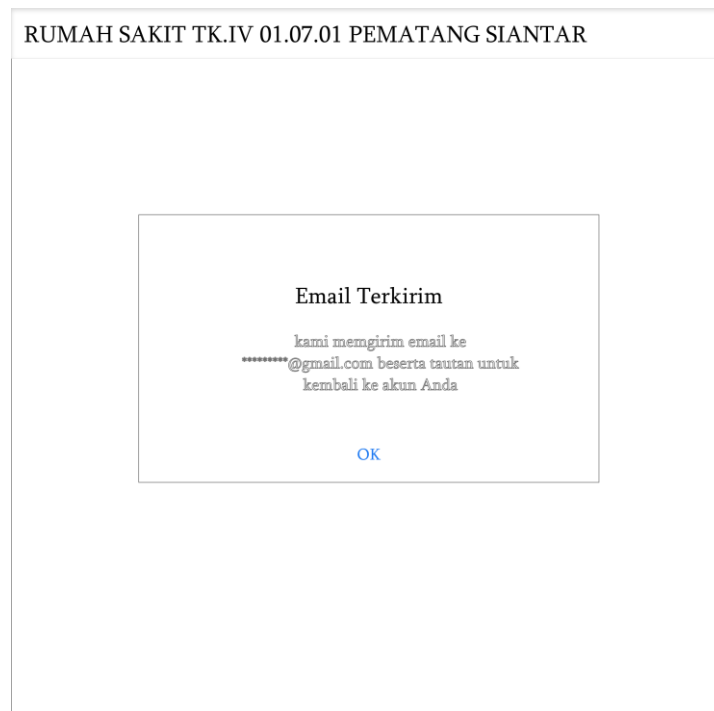 RUMAH SAKIT TK.IV 01.07.01 PEMATANG SIANTAR
Email Terkirim
kami memgirim email ke
*********@gmail.com beserta tautan untuk
kembali ke akun Anda
OK